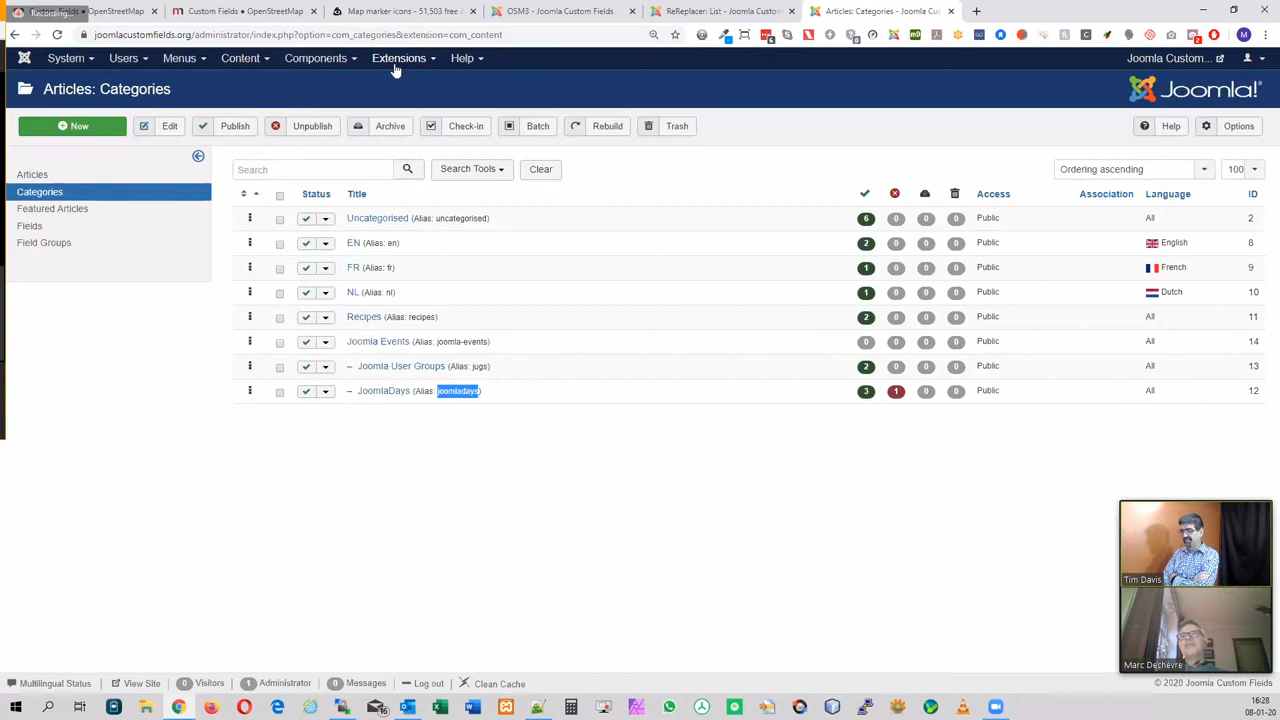 Recording...
Custom Fields • OpenStreetMap
Custom Fields • OpenStreetMap
Map marker icons - 51,503 free
OSM3 - Joomla Custom Fields
ReReplacer List - Joomla Custom
Articles: Categories - Joomla Cus
joomlacustomfields.org/administrator/index.php?option=com_categories&extension=com_content
System Users Menus Content Components Extensions Help Joomla Custom...
Articles: Categories
Joomla!
New Edit Publish Unpublish Archive Check-in Batch Rebuild Trash Help Options
Articles
Categories
Featured Articles
Fields
Field Groups
Search Search Tools Clear Ordering ascending 100
Status Title Access Association Language ID
Uncategorised (Alias: uncategorised) 6 0 0 0 Public All 2
EN (Alias: en) 2 0 0 0 Public English 8
FR (Alias: fr) 1 0 0 0 Public French 9
NL (Alias: nl) 1 0 0 0 Public Dutch 10
Recipes (Alias: recipes) 2 0 0 0 Public All 11
Joomla Events (Alias: joomla-events) 0 0 0 0 Public All 14
– Joomla User Groups (Alias: jugs) 2 0 0 0 Public All 13
– JoomlaDays (Alias: joomladays) 3 1 0 0 Public All 12
Tim Davis
Marc Dechèvre
Multilingual Status View Site 0 Visitors 1 Administrator 0 Messages Log out Clean Cache © 2020 Joomla Custom Fields
16:28
08-01-20